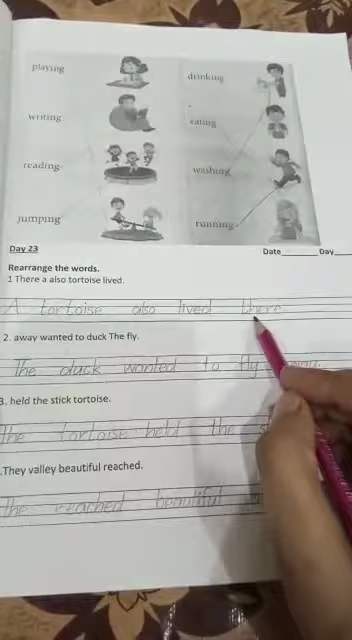 playing drinking
writing eating
reading washing
jumping running
Day 23 Date Day
Rearrange the words.
1 There a also tortoise lived.
A tortoise also lived there
2. away wanted to duck The fly.
The duck wanted to fly
3. held the stick tortoise.
The tortoise held the
.They valley beautiful reached.
The reached beautiful